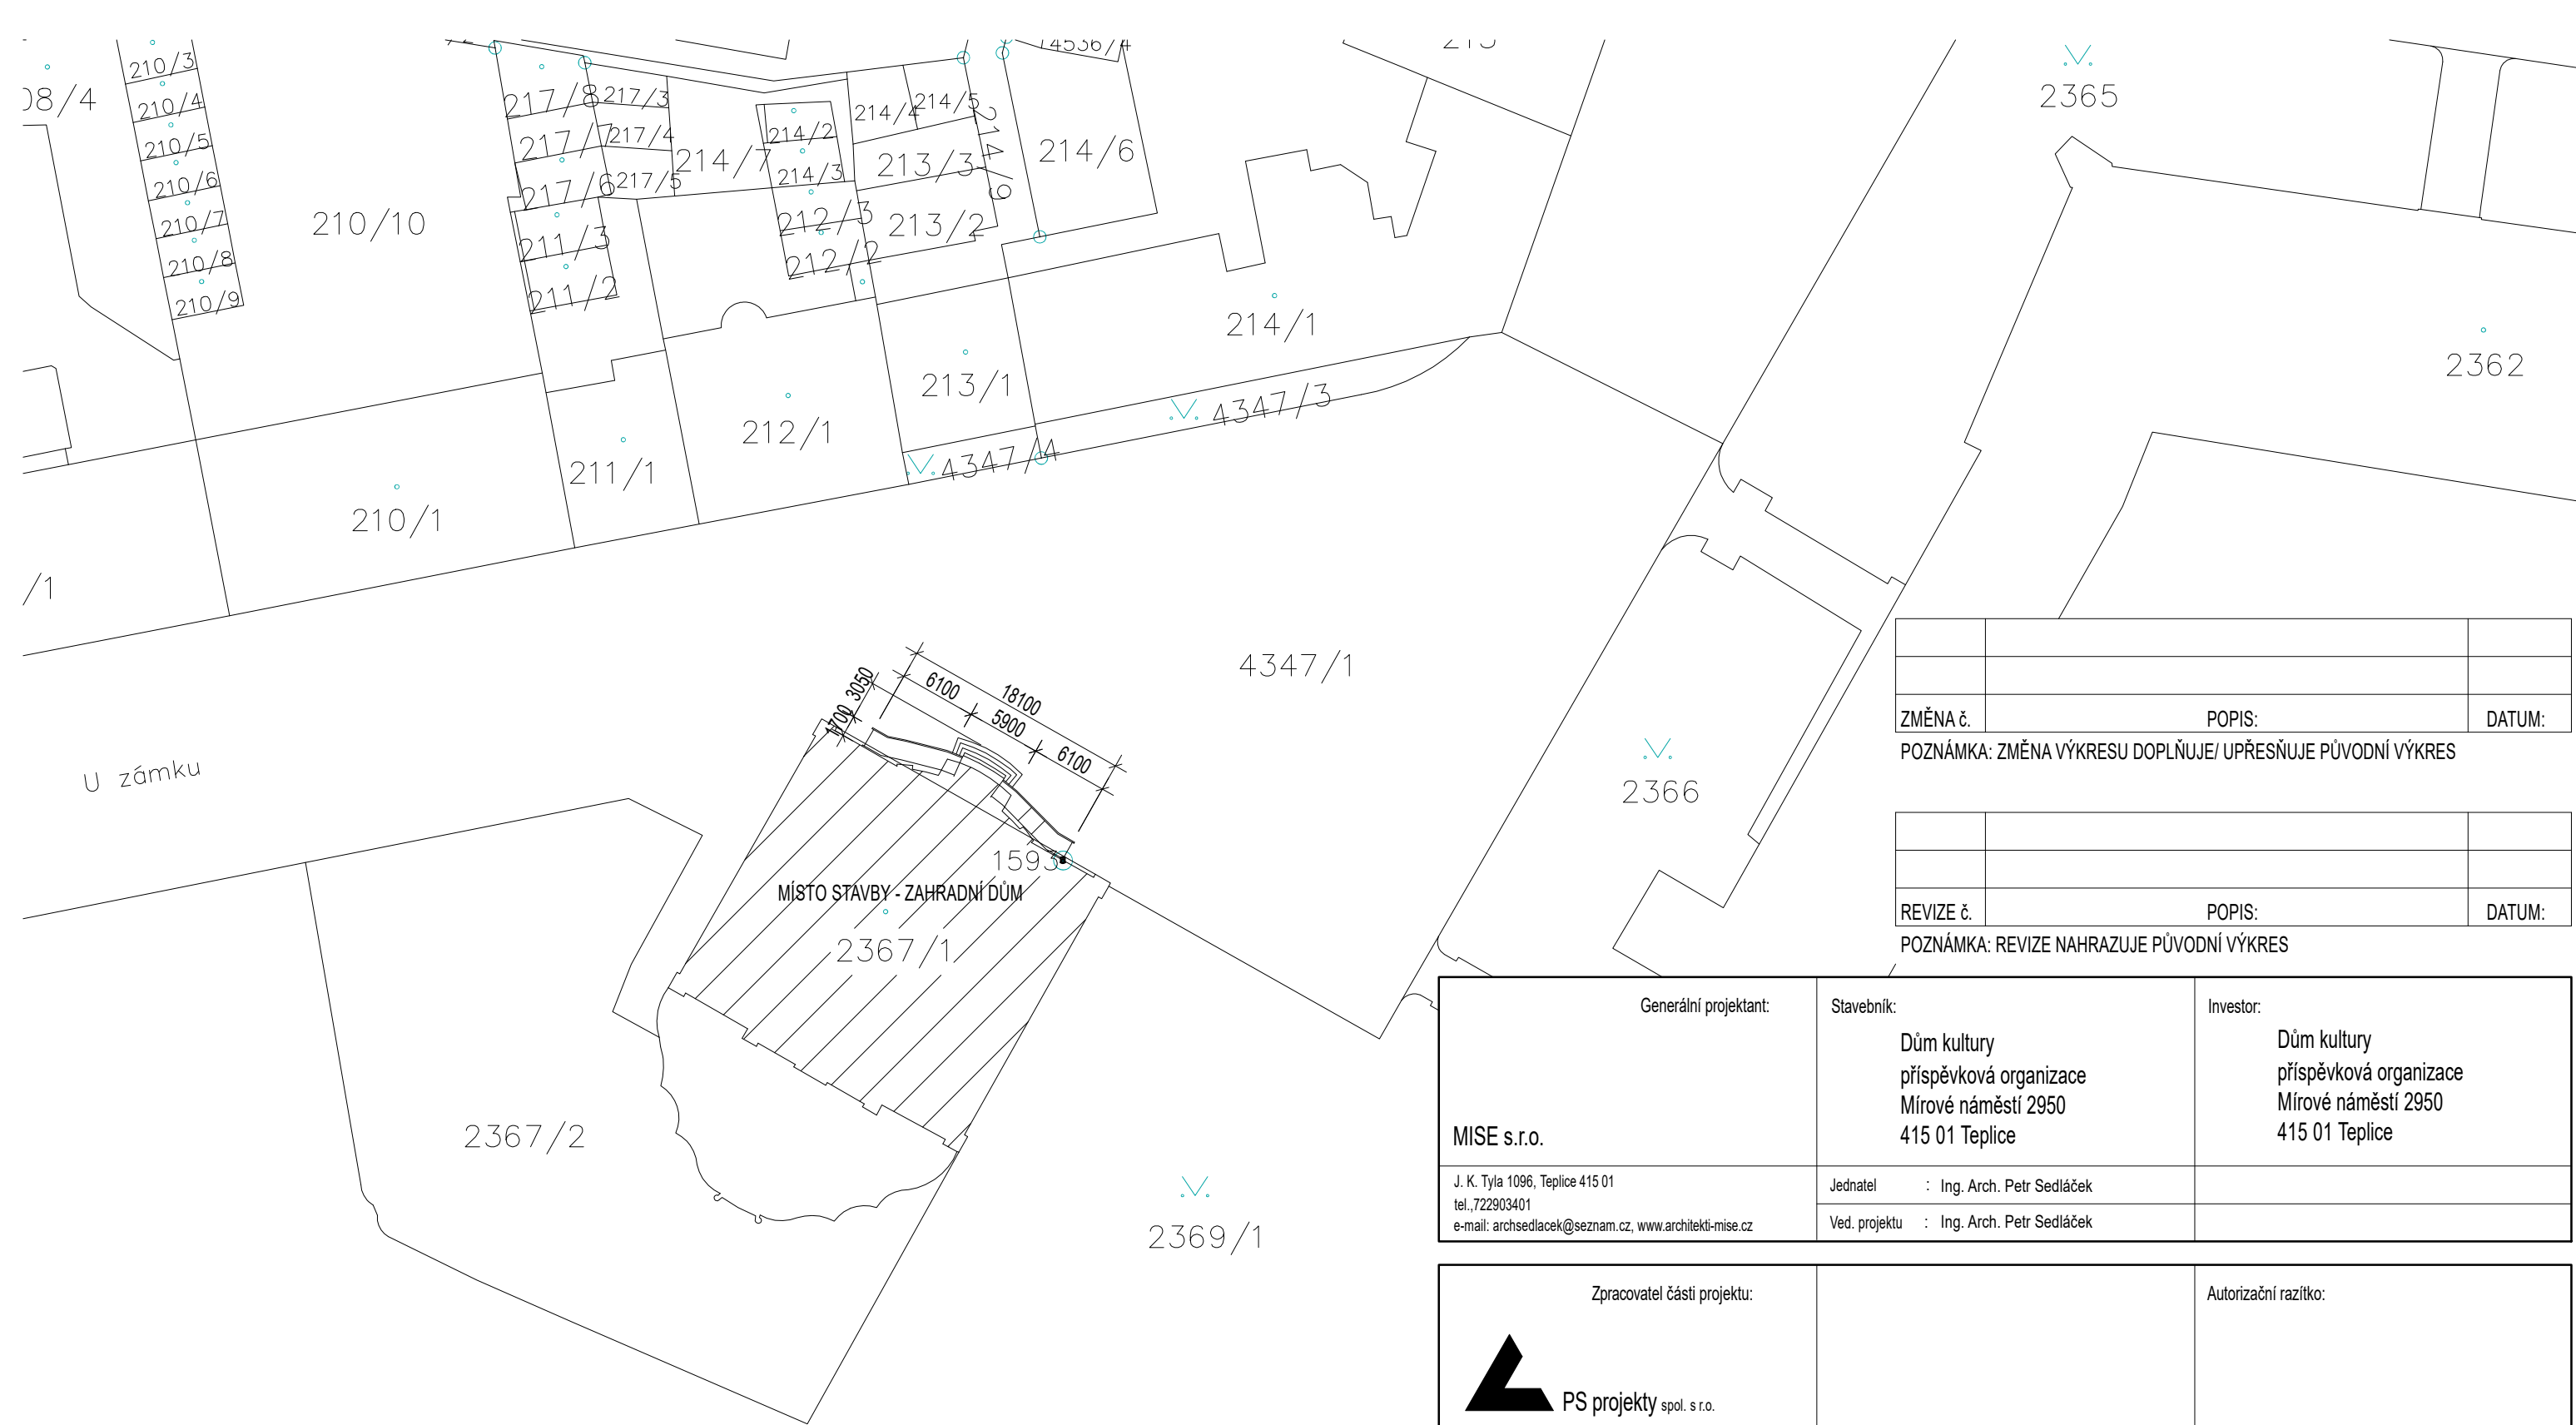 4536/4
210/3
210/4
210/5
210/6
210/7
210/8
210/9
210/10
217/8
217/7
217/6
217/3
217/4
217/5
211/3
211/2
214/7
214/2
214/3
212/3
212/2
214/4
214/5
213/3
213/2
214/9
214/6
2365
2362
214/1
213/1
212/1
211/1
210/1
/1
4347/3
4347/4
4347/1
U zámku
1700
3050
6100
18100
5900
6100
1593
MÍSTO STAVBY - ZAHRADNÍ DŮM
2367/1
2367/2
2369/1
2366
ZMĚNA č. POPIS: DATUM:
POZNÁMKA: ZMĚNA VÝKRESU DOPLŇUJE/ UPŘESŇUJE PŮVODNÍ VÝKRES
REVIZE č. POPIS: DATUM:
POZNÁMKA: REVIZE NAHRAZUJE PŮVODNÍ VÝKRES
Generální projektant:
MISE s.r.o.
J. K. Tyla 1096, Teplice 415 01
tel.,722903401
e-mail: archsedlacek@seznam.cz, www.architekti-mise.cz
Stavebník:
Dům kultury
příspěvková organizace
Mírové náměstí 2950
415 01 Teplice
Jednatel : Ing. Arch. Petr Sedláček
Ved. projektu : Ing. Arch. Petr Sedláček
Investor:
Dům kultury
příspěvková organizace
Mírové náměstí 2950
415 01 Teplice
Zpracovatel části projektu:
PS projekty spol. s r.o.
Autorizační razítko: